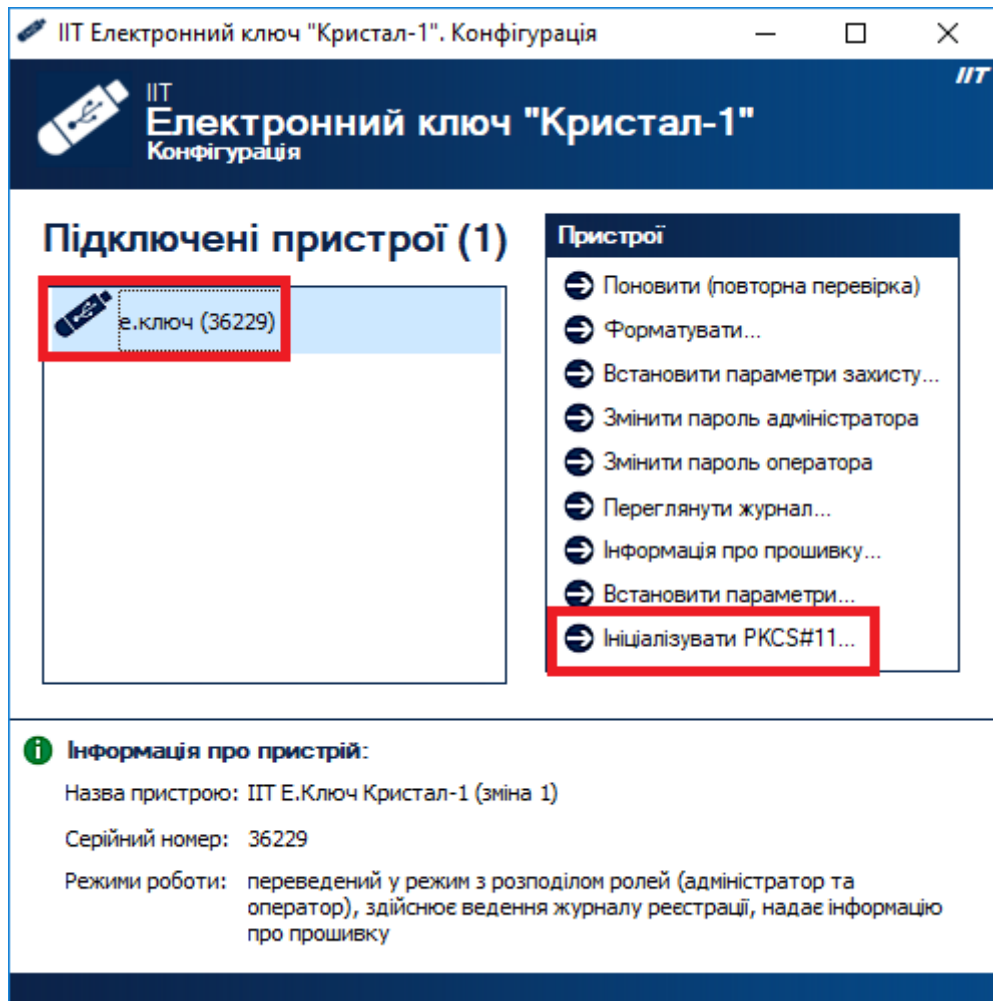 ІІТ Електронний ключ "Кристал-1". Конфігурація
ІІТ
ІІТ
Електронний ключ "Кристал-1"
Конфігурація
Підключені пристрої (1)
е.ключ (36229)
Пристрої
Поновити (повторна перевірка)
Форматувати...
Встановити параметри захисту...
Змінити пароль адміністратора
Змінити пароль оператора
Переглянути журнал...
Інформація про прошивку...
Встановити параметри...
Ініціалізувати PKCS#11...
Інформація про пристрій:
Назва пристрою: ІІТ Е.Ключ Кристал-1 (зміна 1)
Серійний номер: 36229
Режими роботи: переведений у режим з розподілом ролей (адміністратор та
оператор), здійснює ведення журналу реєстрації, надає інформацію
про прошивку